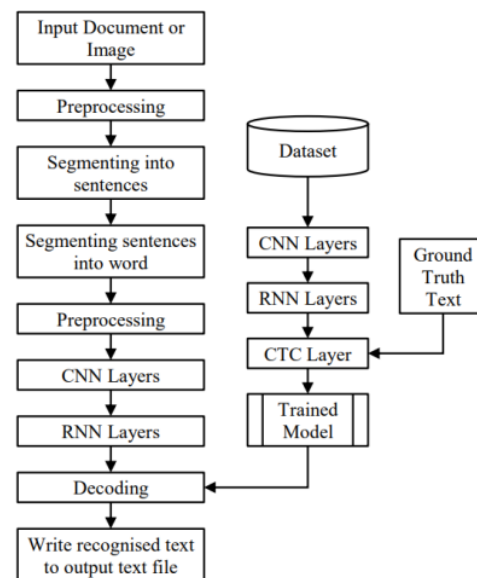 Input Document or
Image
Preprocessing
Segmenting into
sentences
Segmenting sentences
into word
Preprocessing
CNN Layers
RNN Layers
Decoding
Write recognised text
to output text file
Dataset
CNN Layers
RNN Layers
CTC Layer
Trained
Model
Ground
Truth
Text